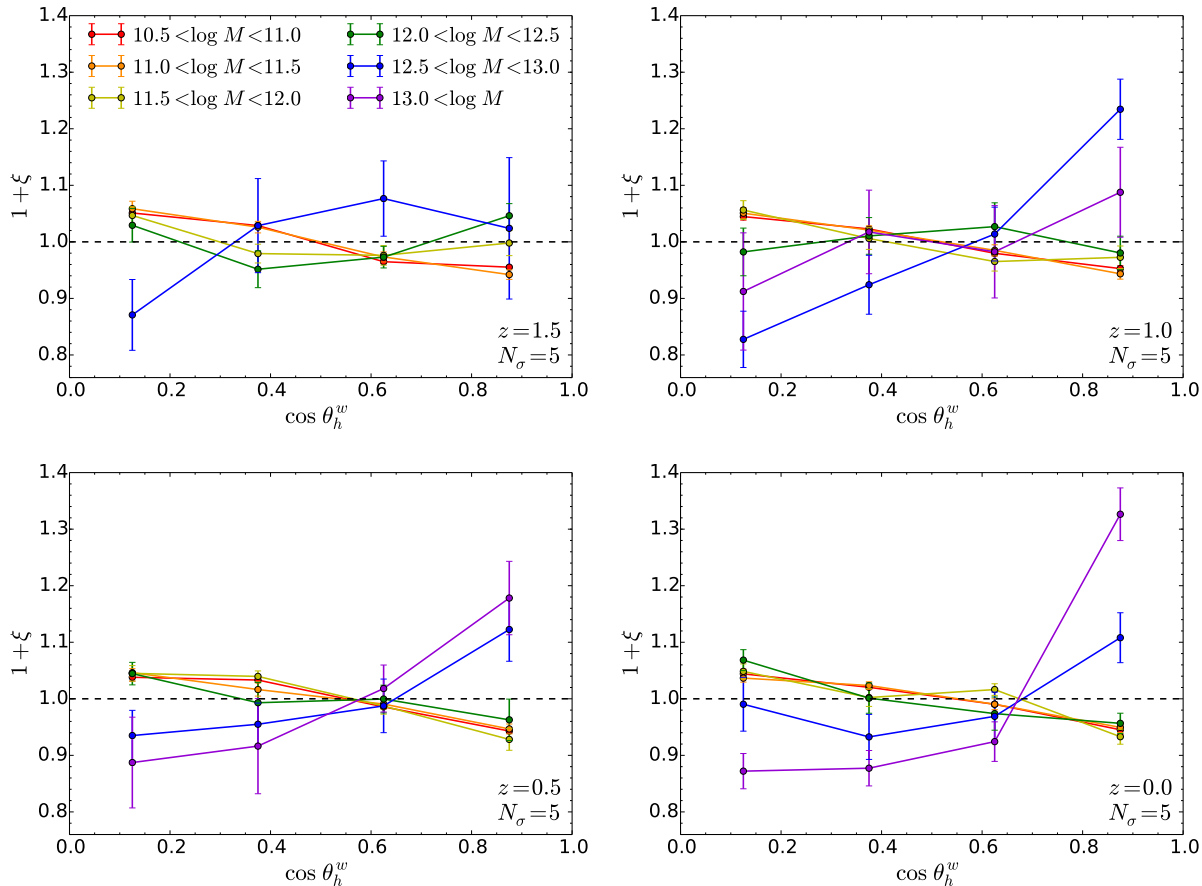 1.4
1.3
1.2
1.1
1.0
0.9
0.8
1 + ξ
10.5 < log M < 11.0
11.0 < log M < 11.5
11.5 < log M < 12.0
12.0 < log M < 12.5
12.5 < log M < 13.0
13.0 < log M
z = 1.5
N_σ = 5
0.0 0.2 0.4 0.6 0.8 1.0
cos θ_h^w
1.4
1.3
1.2
1.1
1.0
0.9
0.8
1 + ξ
z = 1.0
N_σ = 5
0.0 0.2 0.4 0.6 0.8 1.0
cos θ_h^w
1.4
1.3
1.2
1.1
1.0
0.9
0.8
1 + ξ
z = 0.5
N_σ = 5
0.0 0.2 0.4 0.6 0.8 1.0
cos θ_h^w
1.4
1.3
1.2
1.1
1.0
0.9
0.8
1 + ξ
z = 0.0
N_σ = 5
0.0 0.2 0.4 0.6 0.8 1.0
cos θ_h^w